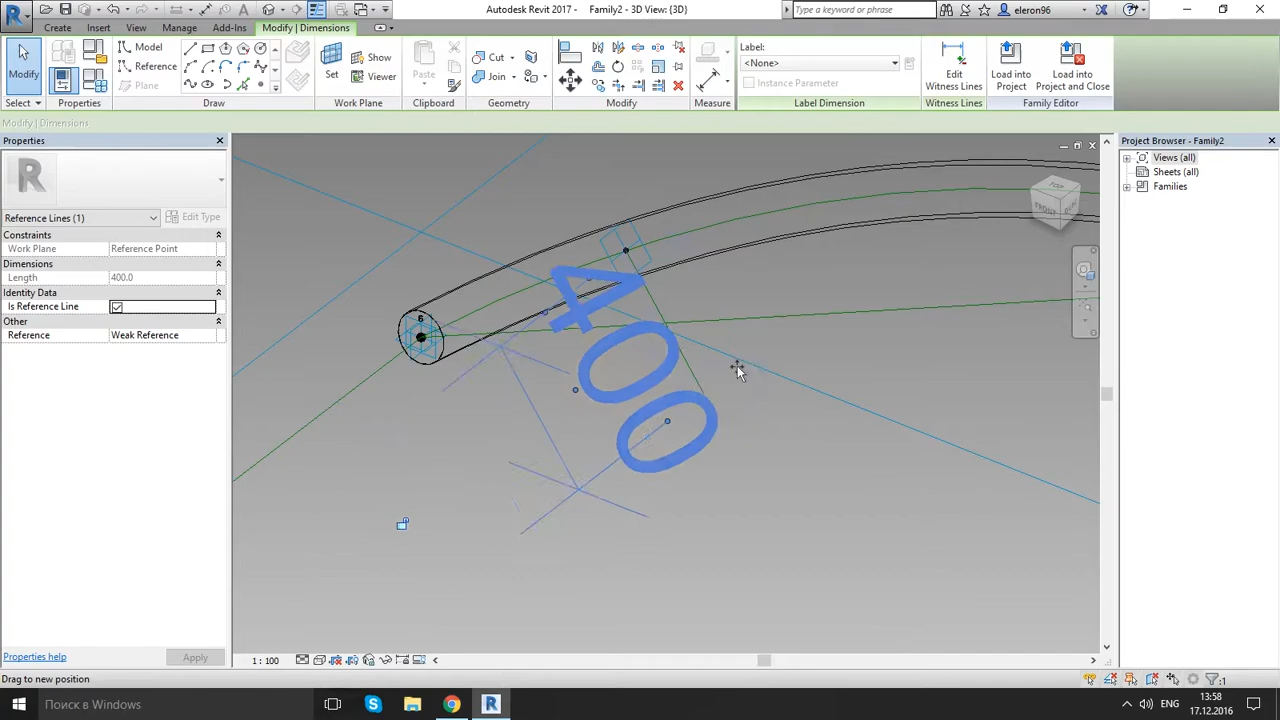 Autodesk Revit 2017 -    Family2 - 3D View: {3D}
Type a keyword or phrase
eleron96
Create Insert View Manage Add-Ins Modify | Dimensions
Modify
Select
Properties
Model
Reference
Plane
Draw
Set
Show
Viewer
Work Plane
Paste
Clipboard
Cut
Join
Geometry
Modify
Measure
Label:
<None>
Instance Parameter
Label Dimension
Edit
Witness Lines
Witness Lines
Load into
Project
Load into
Project and Close
Family Editor
Modify | Dimensions
Properties
Reference Lines (1)
Edit Type
Constraints
Work Plane Reference Point
Dimensions
Length 400.0
Identity Data
Is Reference Line
Other
Reference Weak Reference
Properties help
Apply
6
400
TOP
FRONT
Project Browser - Family2
Views (all)
Sheets (all)
Families
1 : 100
Drag to new position
:1
Поиск в Windows
ENG
13:58
17.12.2016